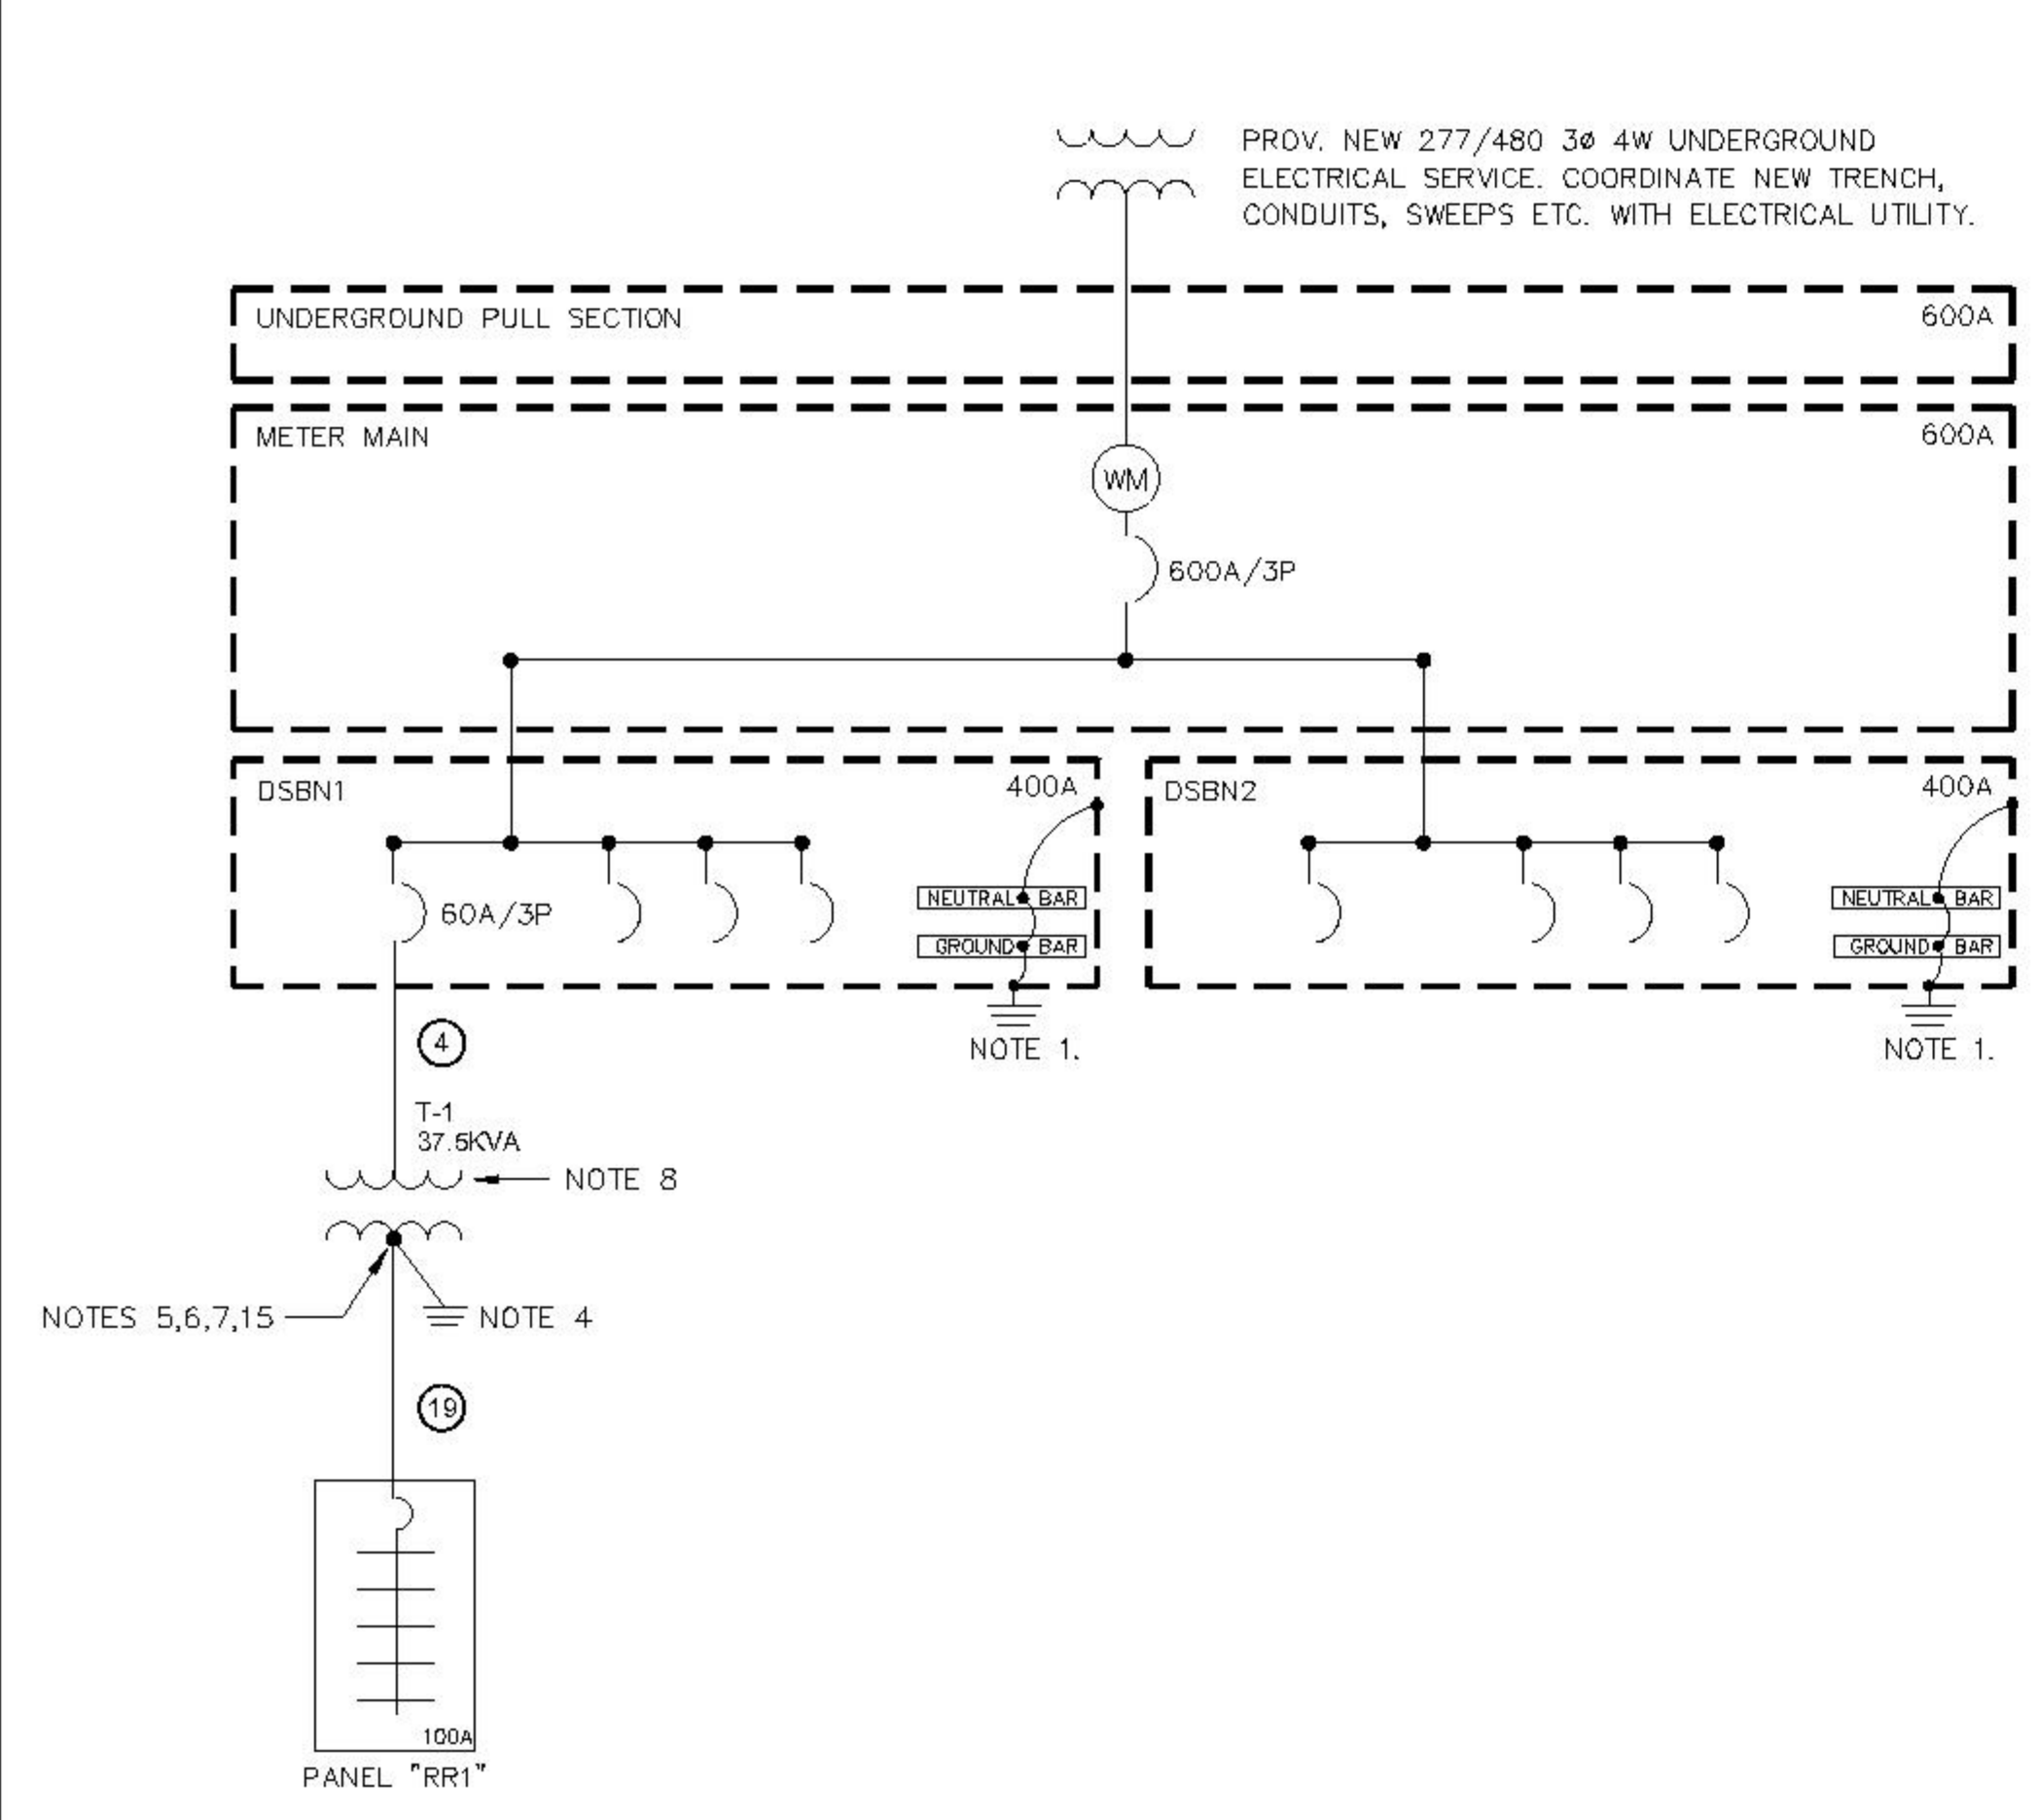 PROV. NEW 277/480 3ø 4W UNDERGROUND
ELECTRICAL SERVICE. COORDINATE NEW TRENCH,
CONDUITS, SWEEPS ETC. WITH ELECTRICAL UTILITY.
UNDERGROUND PULL SECTION
600A
METER MAIN
600A
WM
600A/3P
DSBN1
400A
DSBN2
400A
60A/3P
NEUTRAL BAR
GROUND BAR
NEUTRAL BAR
GROUND BAR
NOTE 1.
NOTE 1.
4
T-1
37.5KVA
NOTE 8
NOTES 5,6,7,15
NOTE 4
19
100A
PANEL "RR1"